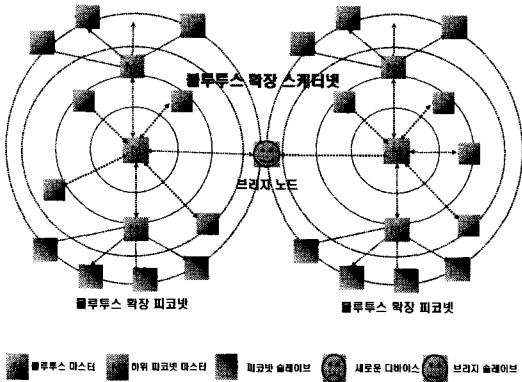 블루투스 확장 스캐터넷
브리지 노드
블루투스 확장 피코넷
블루투스 확장 피코넷
블루투스 마스터
하위 피코넷 마스터
피코넷 슬레이브
새로운 디바이스
브리지 슬레이브